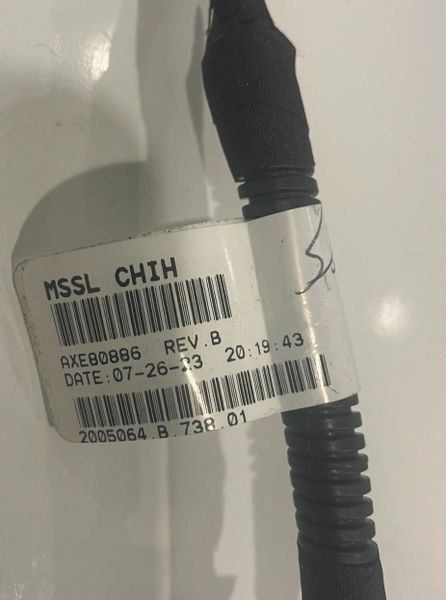 MSSL CHIH
AXE80886 REV.B
DATE:07-26-23 20:19:43
2005064.B.738.01